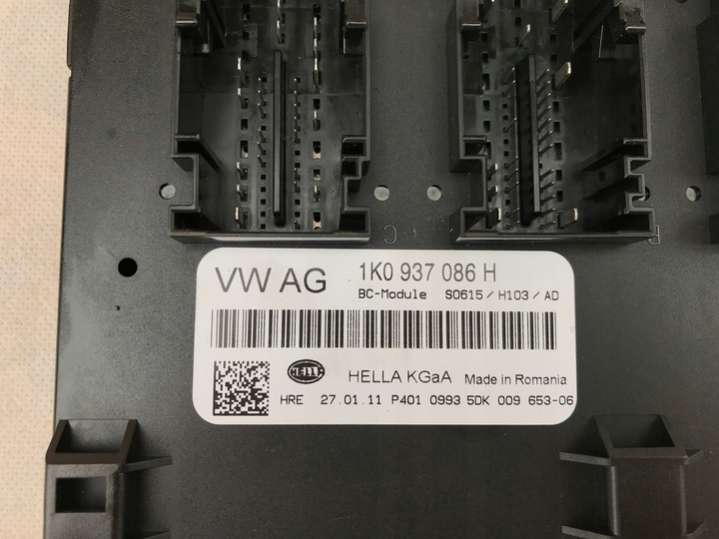 VW AG 1K0 937 086 H
BC-Module S0615/H103/AD
HELLA HELLA KGaA Made in Romania
HRE 27.01.11 P401 0993 5DK 009 653-06